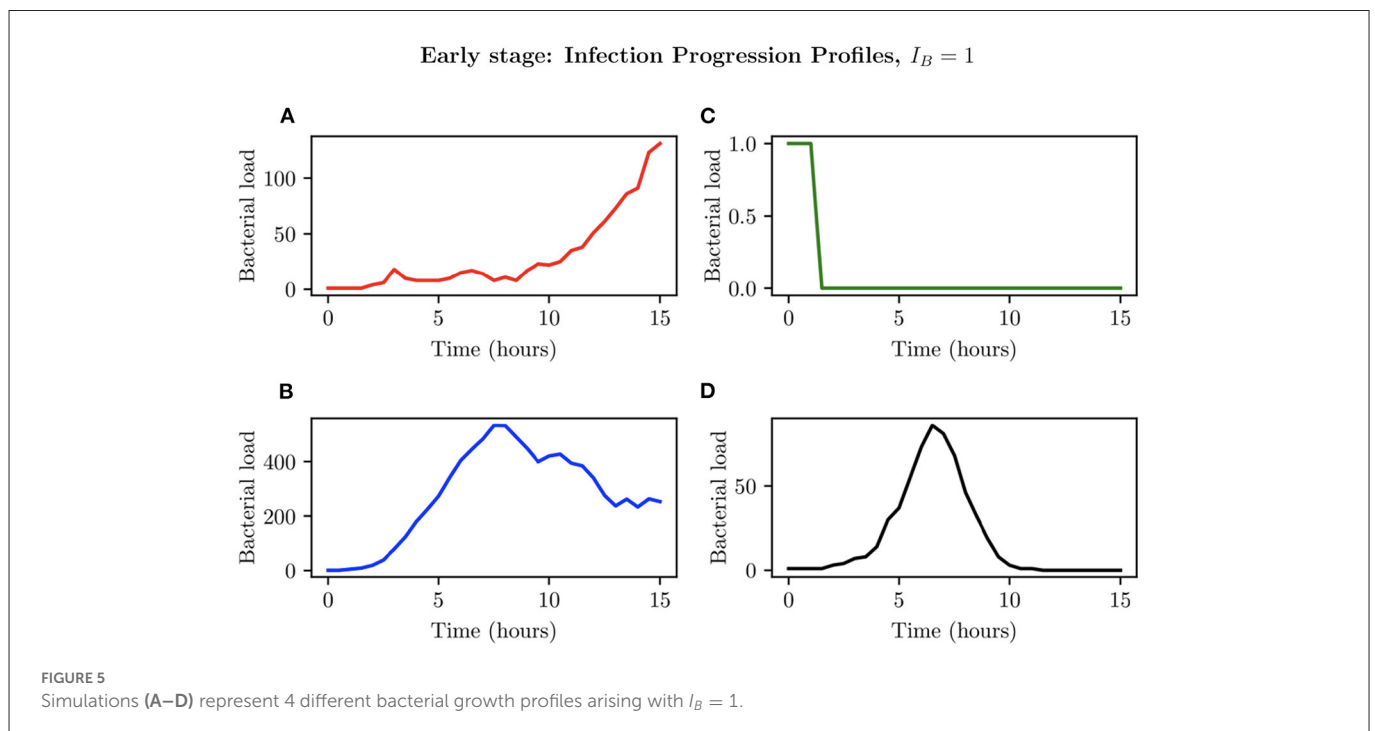 Early stage: Infection Progression Profiles, I_B = 1
A
Bacterial load
100
50
0
0 5 10 15
Time (hours)
C
Bacterial load
1.0
0.5
0.0
0 5 10 15
Time (hours)
B
Bacterial load
400
200
0
0 5 10 15
Time (hours)
D
Bacterial load
50
0
0 5 10 15
Time (hours)
FIGURE 5
Simulations (A–D) represent 4 different bacterial growth profiles arising with I_B = 1.